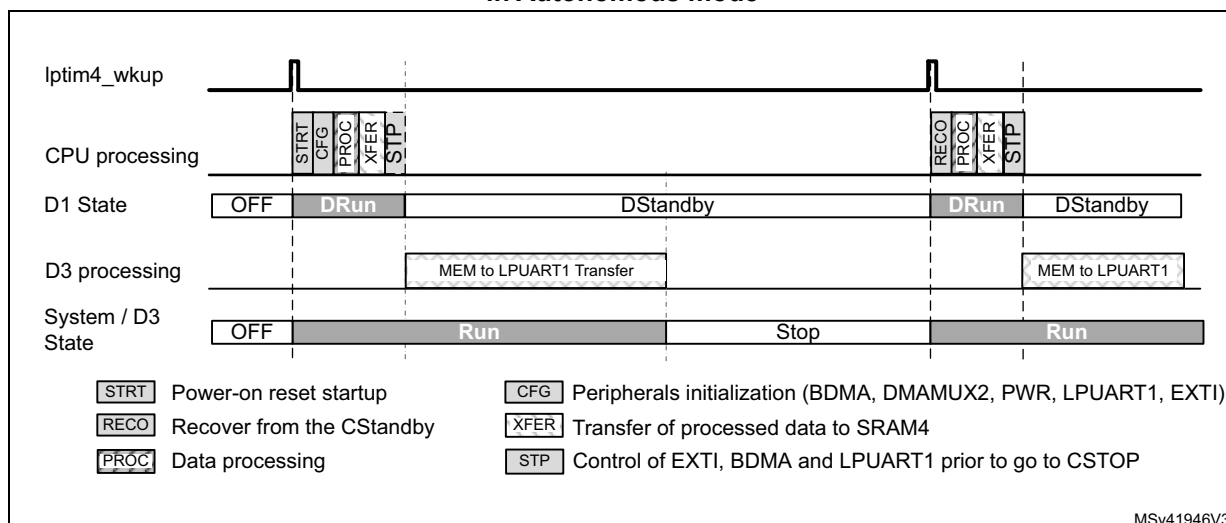 in Autonomous mode
lptim4_wkup
CPU processing
STRT CFG PROC XFER STP RECO PROC XFER STP
D1 State OFF DRun DStandby DRun DStandby
D3 processing MEM to LPUART1 Transfer MEM to LPUART1
System / D3
State OFF Run Stop Run
STRT Power-on reset startup CFG Peripherals initialization (BDMA, DMAMUX2, PWR, LPUART1, EXTI)
RECO Recover from the CStandby XFER Transfer of processed data to SRAM4
PROC Data processing STP Control of EXTI, BDMA and LPUART1 prior to go to CSTOP
MSv41946V3